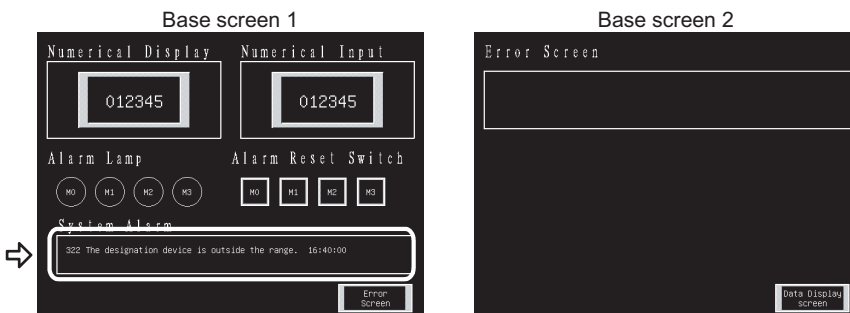 Base screen 1
Numerical Display Numerical Input
012345 012345
Alarm Lamp Alarm Reset Switch
M0 M1 M2 M3 M0 M1 M2 M3
System Alarm
322 The designation device is outside the range. 16:40:00
Error
Screen
Base screen 2
Error Screen
Data Display
screen